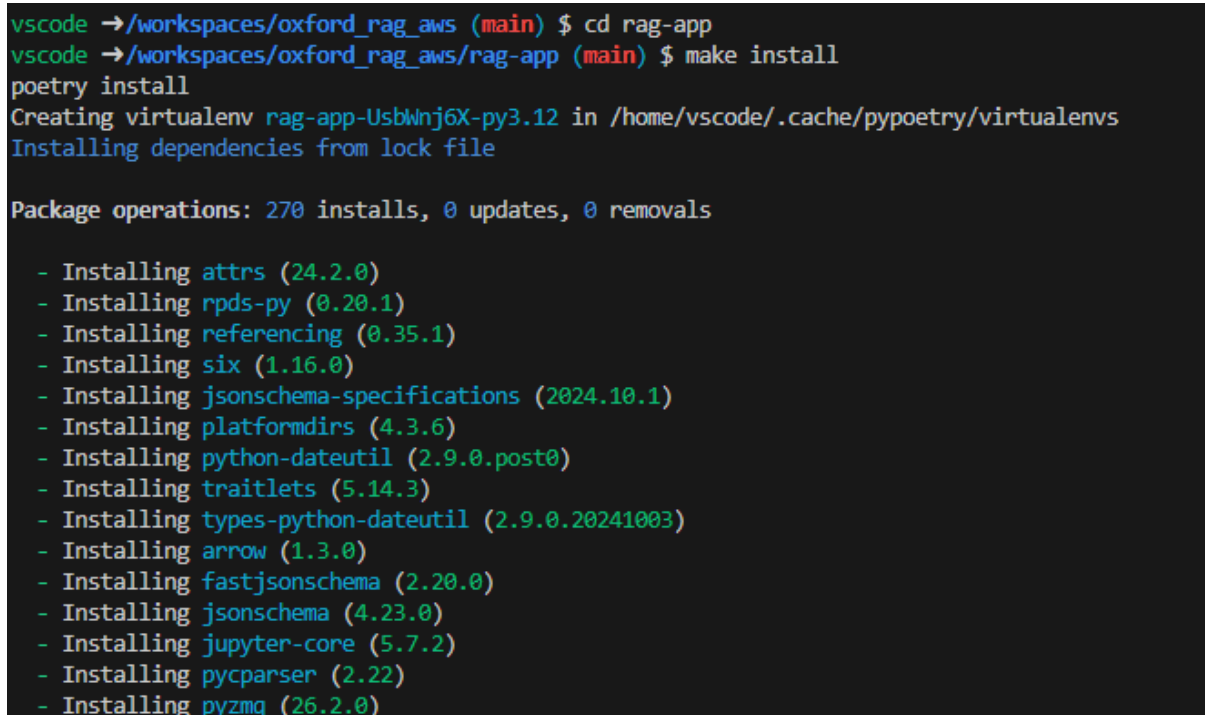 vscode ➜/workspaces/oxford_rag_aws (main) $ cd rag-app
vscode ➜/workspaces/oxford_rag_aws/rag-app (main) $ make install
poetry install
Creating virtualenv rag-app-UsbWnj6X-py3.12 in /home/vscode/.cache/pypoetry/virtualenvs
Installing dependencies from lock file
Package operations: 270 installs, 0 updates, 0 removals
- Installing attrs (24.2.0)
- Installing rpds-py (0.20.1)
- Installing referencing (0.35.1)
- Installing six (1.16.0)
- Installing jsonschema-specifications (2024.10.1)
- Installing platformdirs (4.3.6)
- Installing python-dateutil (2.9.0.post0)
- Installing traitlets (5.14.3)
- Installing types-python-dateutil (2.9.0.20241003)
- Installing arrow (1.3.0)
- Installing fastjsonschema (2.20.0)
- Installing jsonschema (4.23.0)
- Installing jupyter-core (5.7.2)
- Installing pycparser (2.22)
- Installing pyzmq (26.2.0)